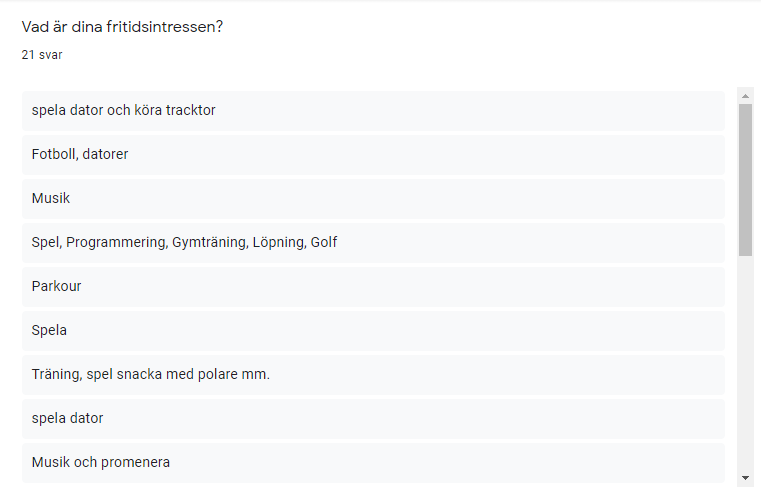 Vad är dina fritidsintressen?
21 svar
spela dator och köra tracktor
Fotboll, datorer
Musik
Spel, Programmering, Gymträning, Löpning, Golf
Parkour
Spela
Träning, spel snacka med polare mm.
spela dator
Musik och promenera